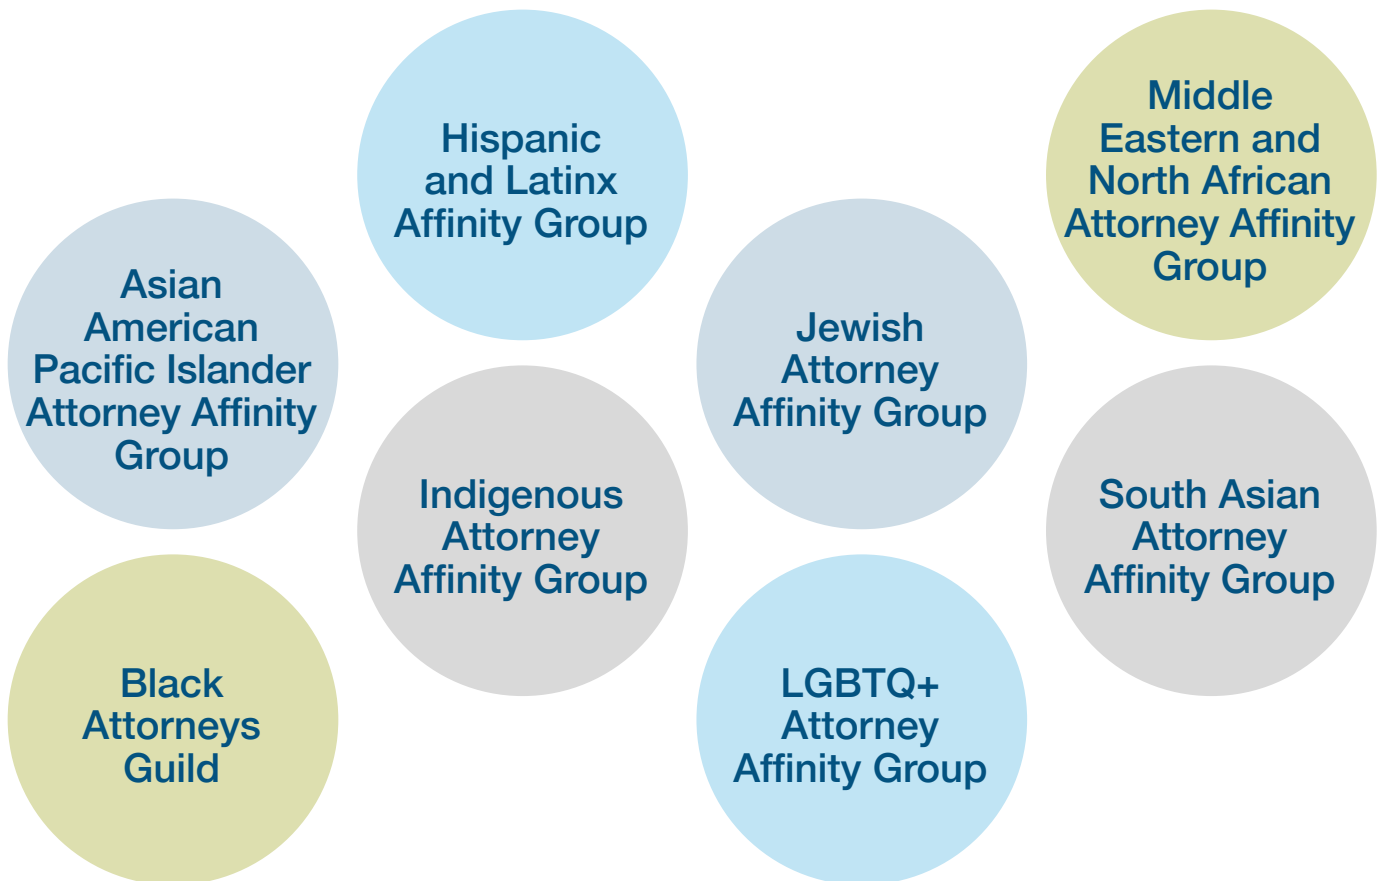 Asian
American
Pacific Islander
Attorney Affinity
Group
Black
Attorneys
Guild
Hispanic
and Latinx
Affinity Group
Indigenous
Attorney
Affinity Group
Jewish
Attorney
Affinity Group
LGBTQ+
Attorney
Affinity Group
Middle
Eastern and
North African
Attorney Affinity
Group
South Asian
Attorney
Affinity Group